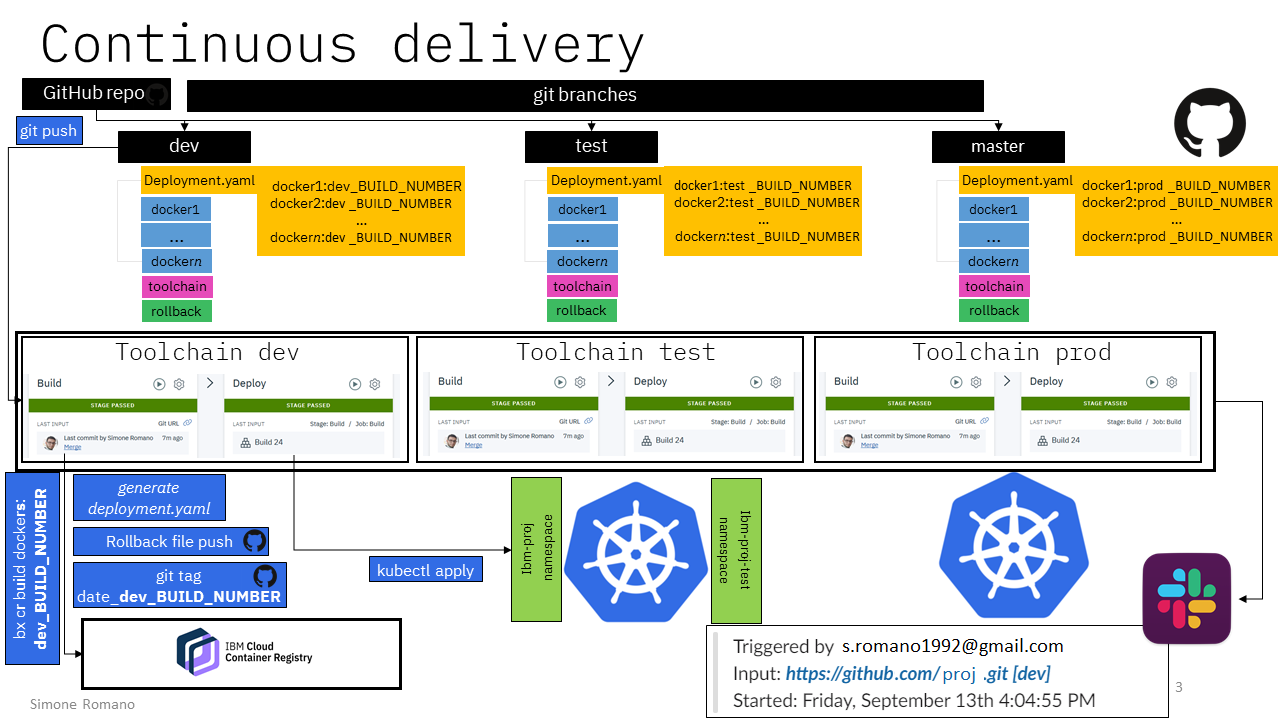 Continuous delivery
GitHub repo
git branches
git push
dev
test
master
Deployment.yaml
docker1:dev_BUILD_NUMBER
docker2:dev _BUILD_NUMBER
...
dockern:dev _BUILD_NUMBER
docker1
...
dockern
toolchain
rollback
Deployment.yaml
docker1:test _BUILD_NUMBER
docker2:test _BUILD_NUMBER
...
dockern:test _BUILD_NUMBER
docker1
...
dockern
toolchain
rollback
Deployment.yaml
docker1:prod _BUILD_NUMBER
docker2:prod _BUILD_NUMBER
...
dockern:prod _BUILD_NUMBER
docker1
...
dockern
toolchain
rollback
Toolchain dev
Build
Deploy
STAGE PASSED
STAGE PASSED
LAST INPUT
Git URL
LAST INPUT
Stage: Build / Job: Build
Last commit by Simone Romano
7m ago
Merge
Build 24
Toolchain test
Build
Deploy
STAGE PASSED
STAGE PASSED
LAST INPUT
Git URL
LAST INPUT
Stage: Build / Job: Build
Last commit by Simone Romano
7m ago
Merge
Build 24
Toolchain prod
Build
Deploy
STAGE PASSED
STAGE PASSED
LAST INPUT
Git URL
LAST INPUT
Stage: Build / Job: Build
Last commit by Simone Romano
7m ago
Merge
Build 24
bx cr build dockers:
dev_BUILD_NUMBER
generate
deployment.yaml
Rollback file push
git tag
date_dev_BUILD_NUMBER
IBM Cloud
Container Registry
kubectl apply
Ibm-proj
namespace
Ibm-proj-test
namespace
Triggered by s.romano1992@gmail.com
Input: https://github.com/ proj .git [dev]
Started: Friday, September 13th 4:04:55 PM
3
Simone Romano